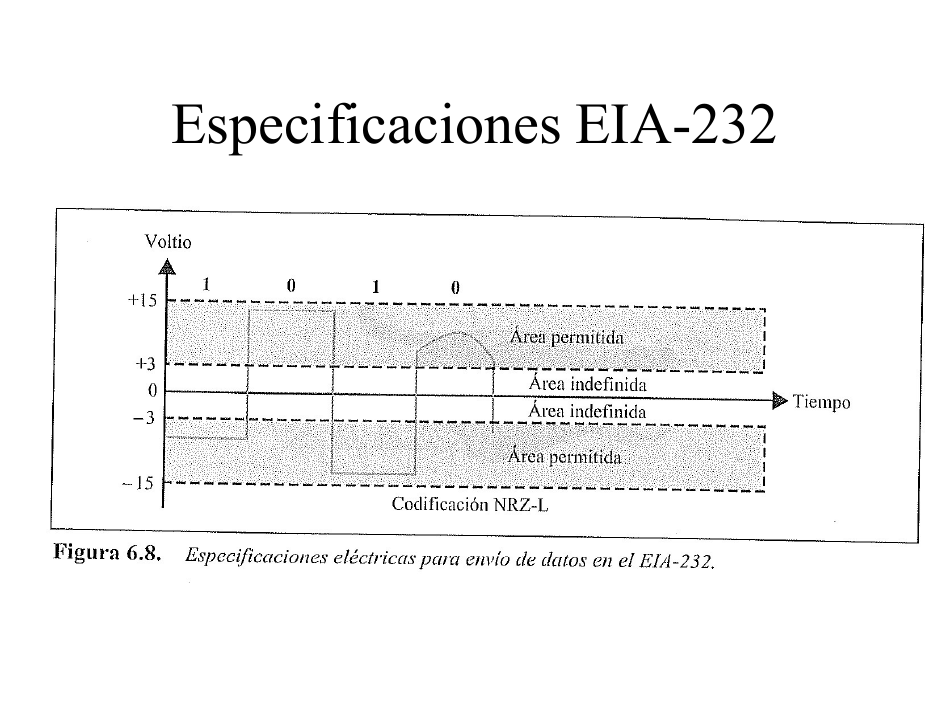 Especificaciones EIA-232
Voltio
1 0 1 0
+15
Área permitida
+3
Área indefinida
0
Tiempo
Área indefinida
−3
Área permitida
−15
Codificación NRZ-L
Figura 6.8. Especificaciones eléctricas para envío de datos en el EIA-232.